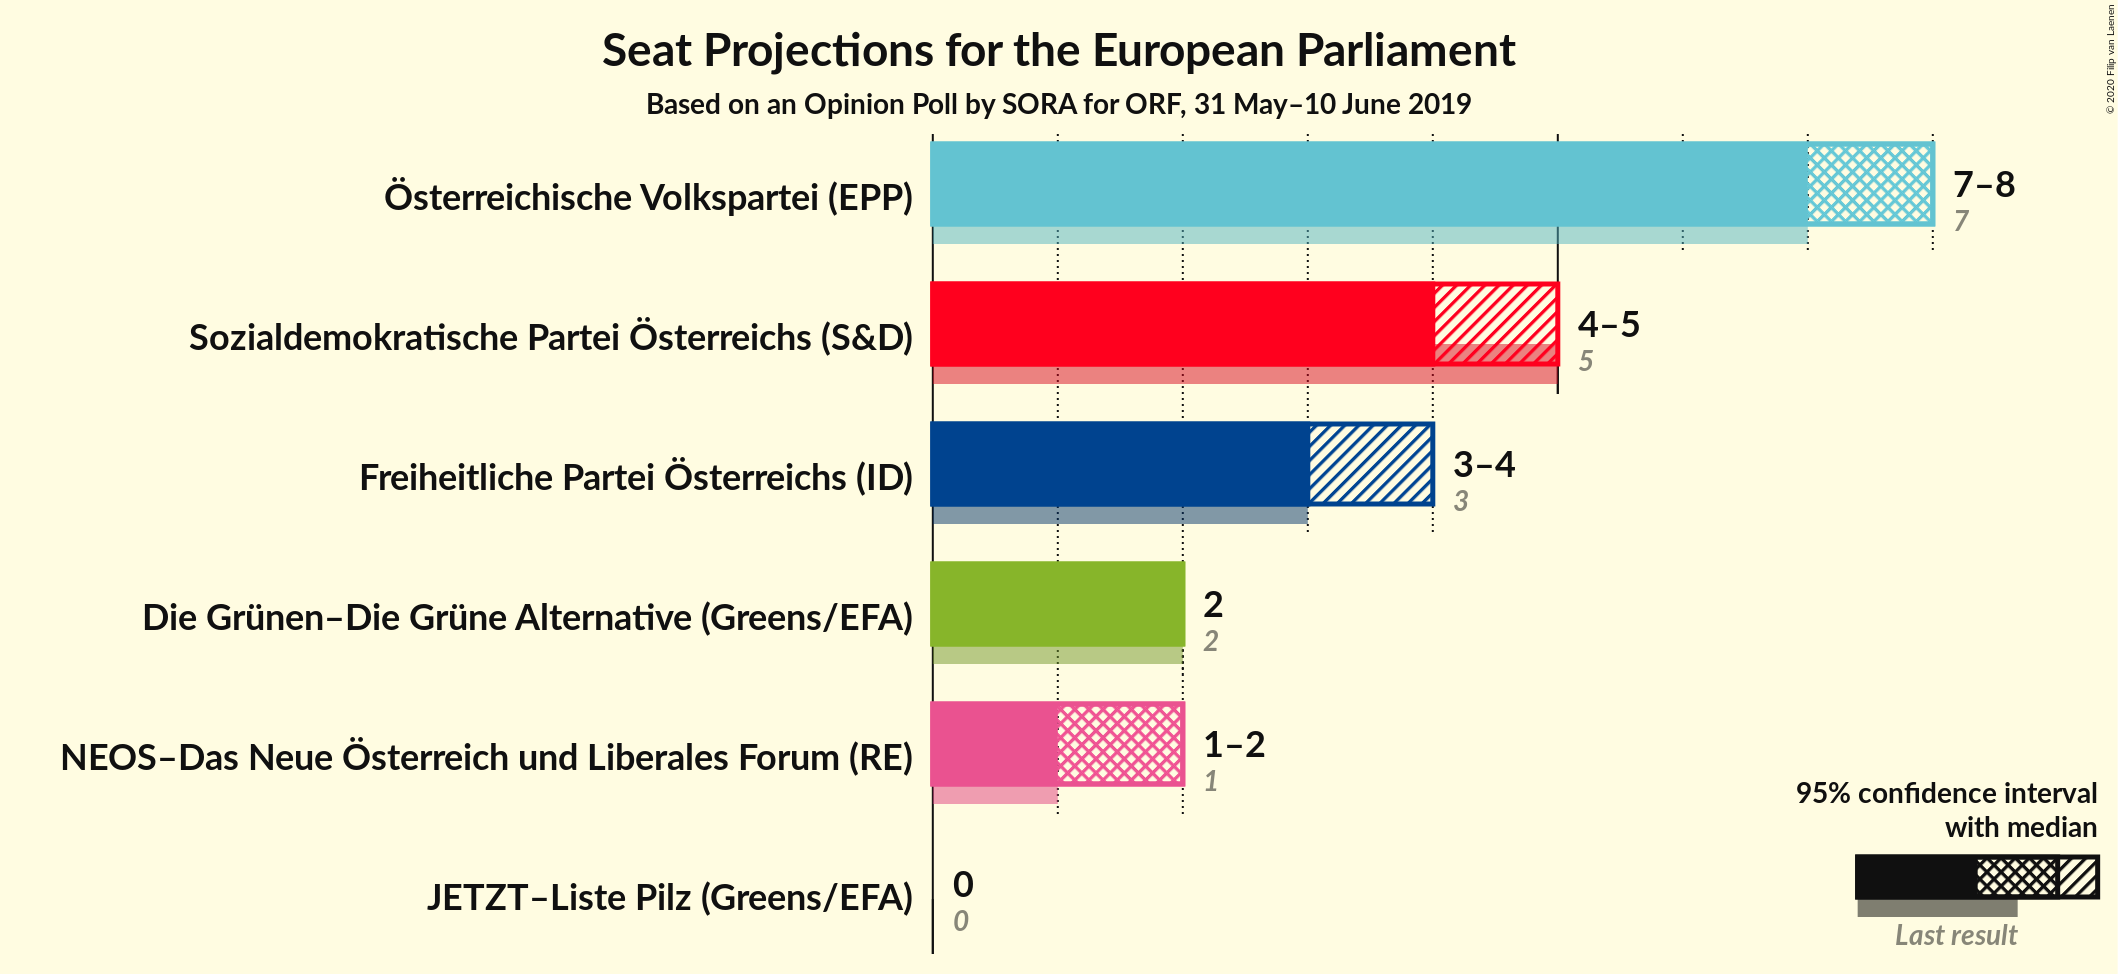 Seat Projections for the European Parliament
Based on an Opinion Poll by SORA for ORF, 31 May–10 June 2019
© 2020 Filip van Laenen
Österreichische Volkspartei (EPP)
7–8
7
Sozialdemokratische Partei Österreichs (S&D)
4–5
5
Freiheitliche Partei Österreichs (ID)
3–4
3
Die Grünen–Die Grüne Alternative (Greens/EFA)
2
2
NEOS–Das Neue Österreich und Liberales Forum (RE)
1–2
1
JETZT–Liste Pilz (Greens/EFA)
0
0
95% confidence interval
with median
Last result